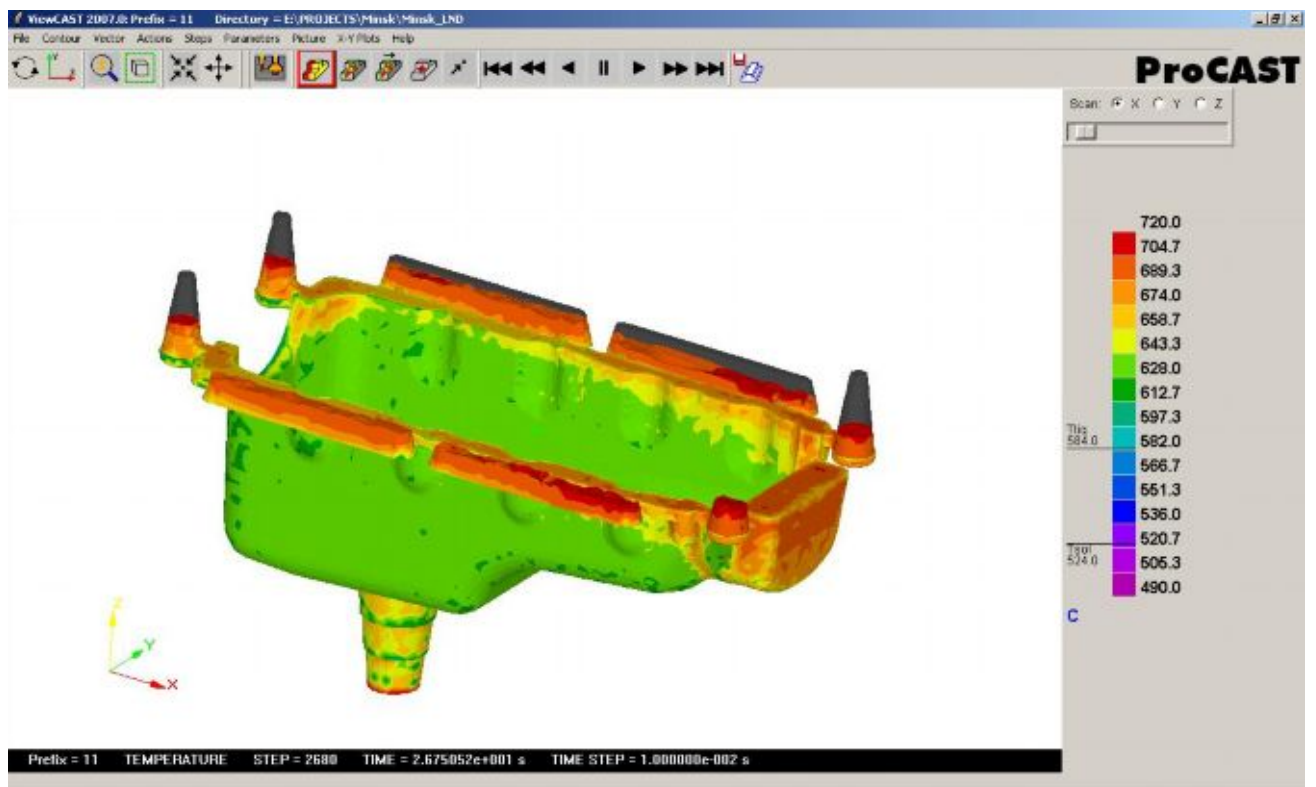 ViewCAST 2007.0: Prefix = 11 Directory = E:\PROJECTS\Minsk\Minsk_LND
File Contour Vector Actions Steps Parameters Picture X-Y Plots Help
ProCAST
Scan: X Y Z
720.0
704.7
689.3
674.0
658.7
643.3
628.0
612.7
597.3
Tliq
584.0
582.0
566.7
551.3
536.0
520.7
Tsol
524.0
505.3
490.0
C
Z
Y
X
Prefix = 11 TEMPERATURE STEP = 2680 TIME = 2.675052e+001 s TIME STEP = 1.000000e-002 s